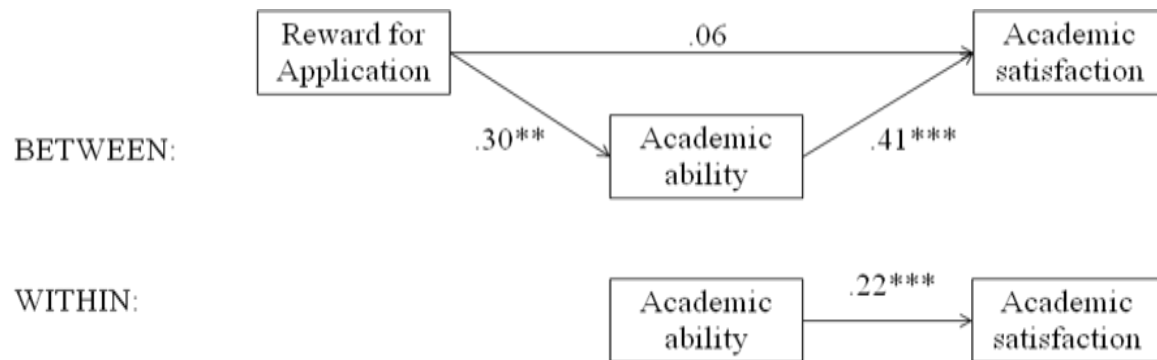 Reward for
Application
.06
Academic
satisfaction
BETWEEN:
.30**
Academic
ability
.41***
WITHIN:
Academic
ability
.22***
Academic
satisfaction